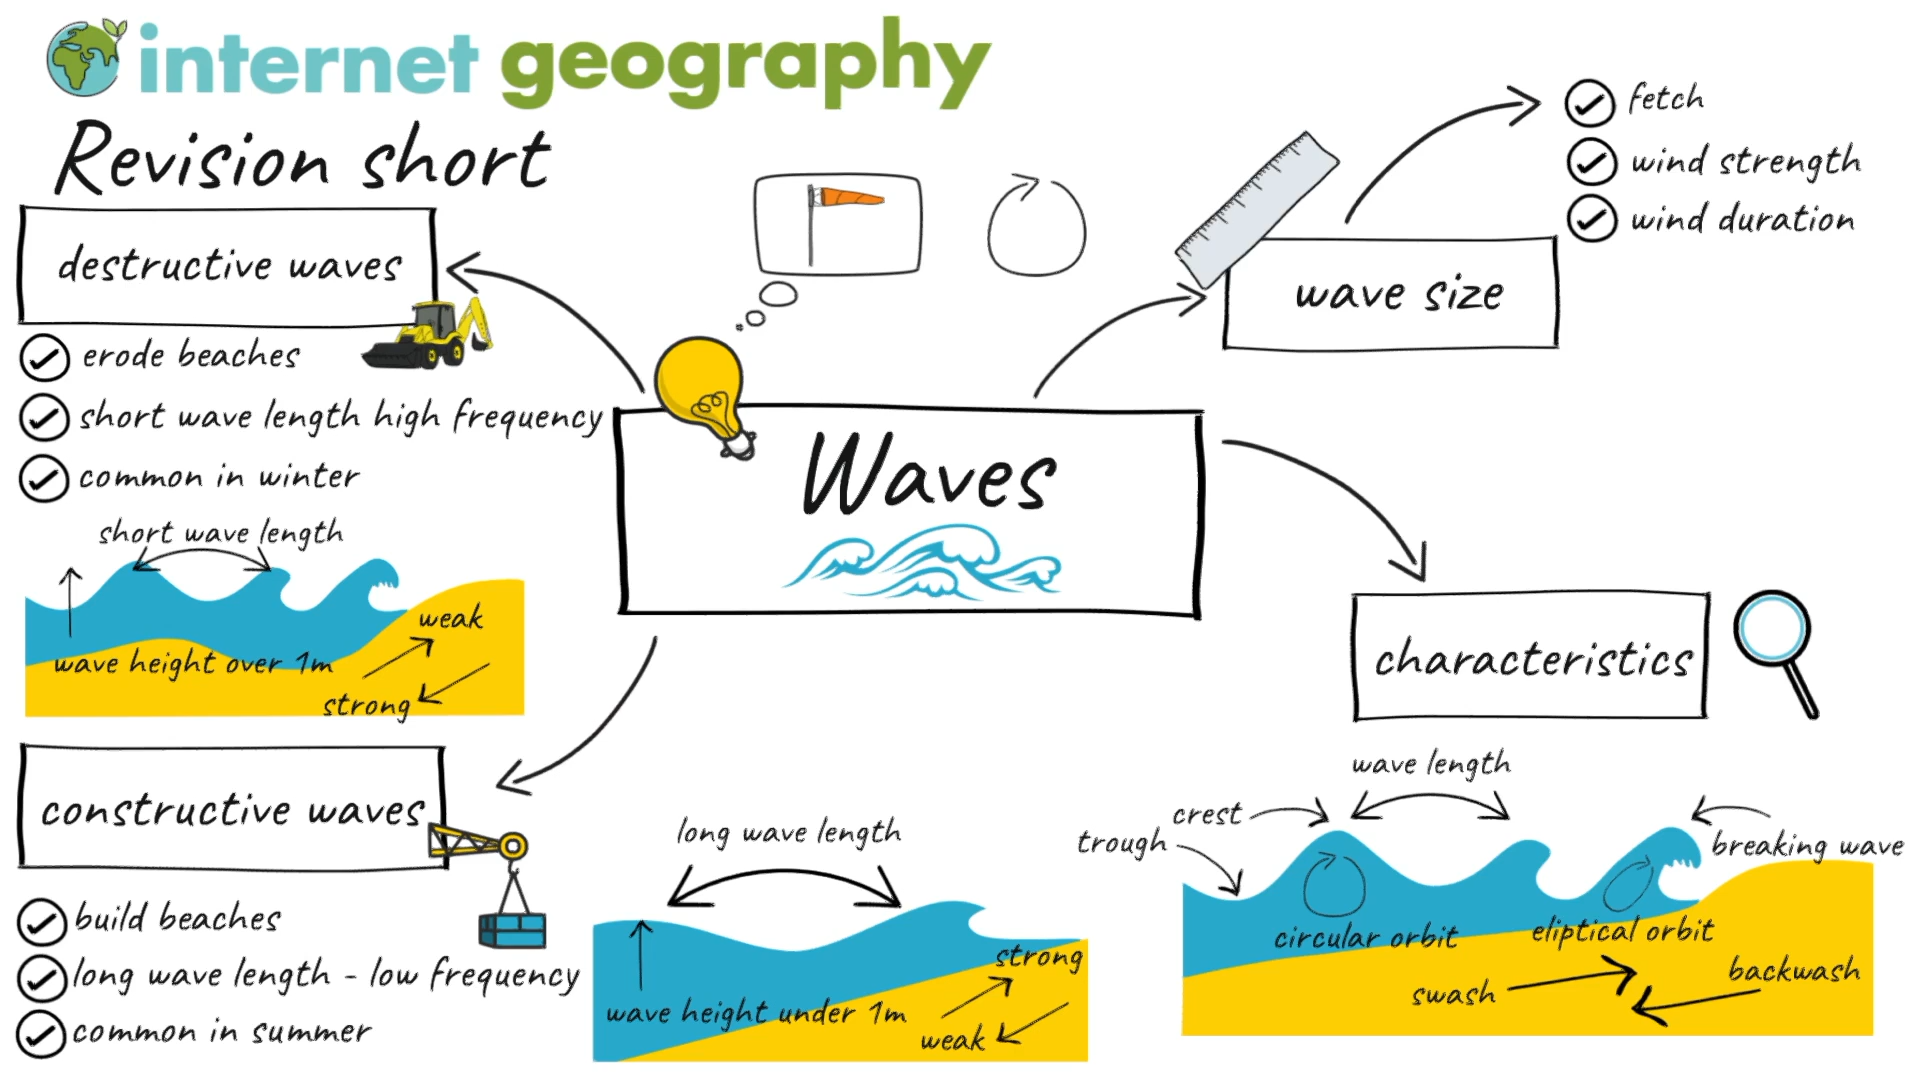 internet geography
Revision short
destructive waves
erode beaches
short wave length high frequency
common in winter
short wave length
wave height over 1m
weak
strong
constructive waves
build beaches
long wave length - low frequency
common in summer
long wave length
wave height under 1m
strong
weak
Waves
wave size
fetch
wind strength
wind duration
characteristics
wave length
crest
trough
breaking wave
circular orbit
eliptical orbit
swash
backwash